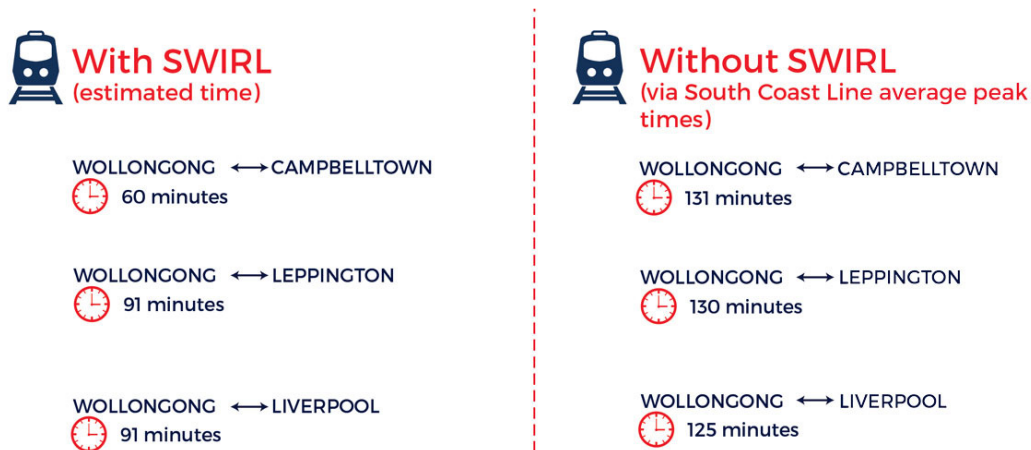 With SWIRL
(estimated time)
WOLLONGONG ⟷ CAMPBELLTOWN
60 minutes
WOLLONGONG ⟷ LEPPINGTON
91 minutes
WOLLONGONG ⟷ LIVERPOOL
91 minutes
Without SWIRL
(via South Coast Line average peak
times)
WOLLONGONG ⟷ CAMPBELLTOWN
131 minutes
WOLLONGONG ⟷ LEPPINGTON
130 minutes
WOLLONGONG ⟷ LIVERPOOL
125 minutes